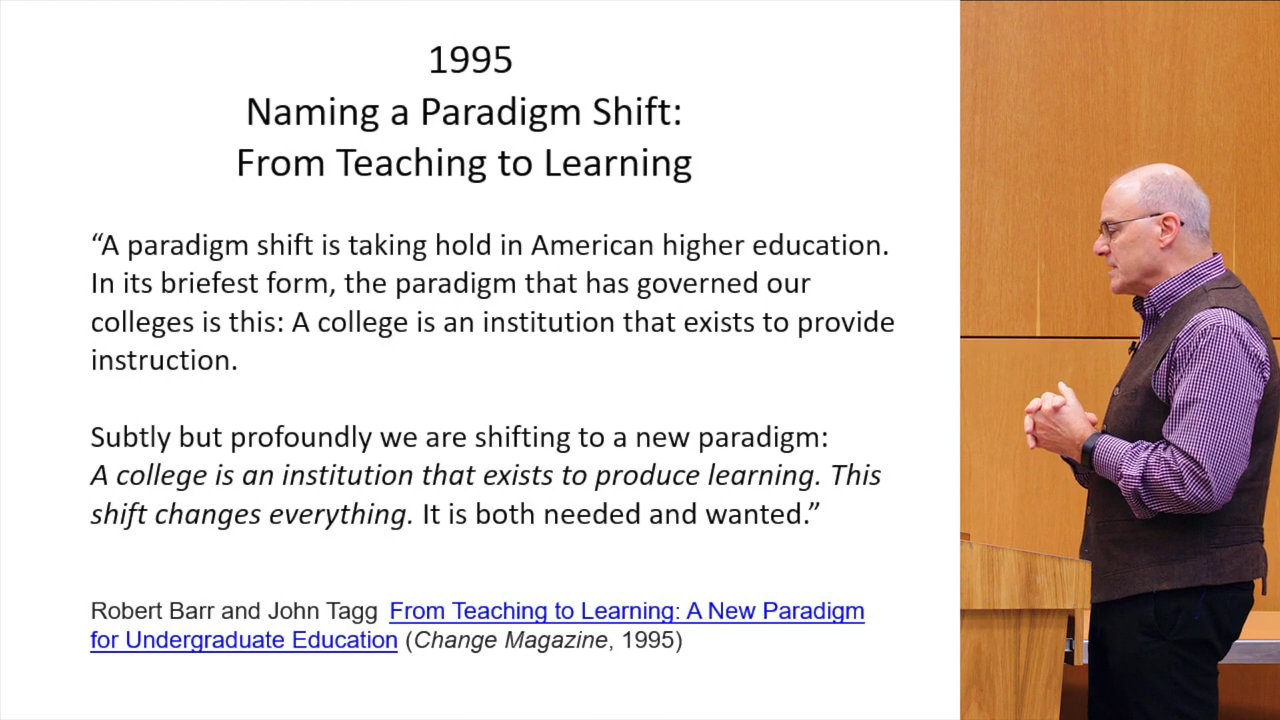 1995
Naming a Paradigm Shift:
From Teaching to Learning
“A paradigm shift is taking hold in American higher education.
In its briefest form, the paradigm that has governed our
colleges is this: A college is an institution that exists to provide
instruction.
Subtly but profoundly we are shifting to a new paradigm:
A college is an institution that exists to produce learning. This
shift changes everything. It is both needed and wanted.”
Robert Barr and John Tagg From Teaching to Learning: A New Paradigm
for Undergraduate Education (Change Magazine, 1995)